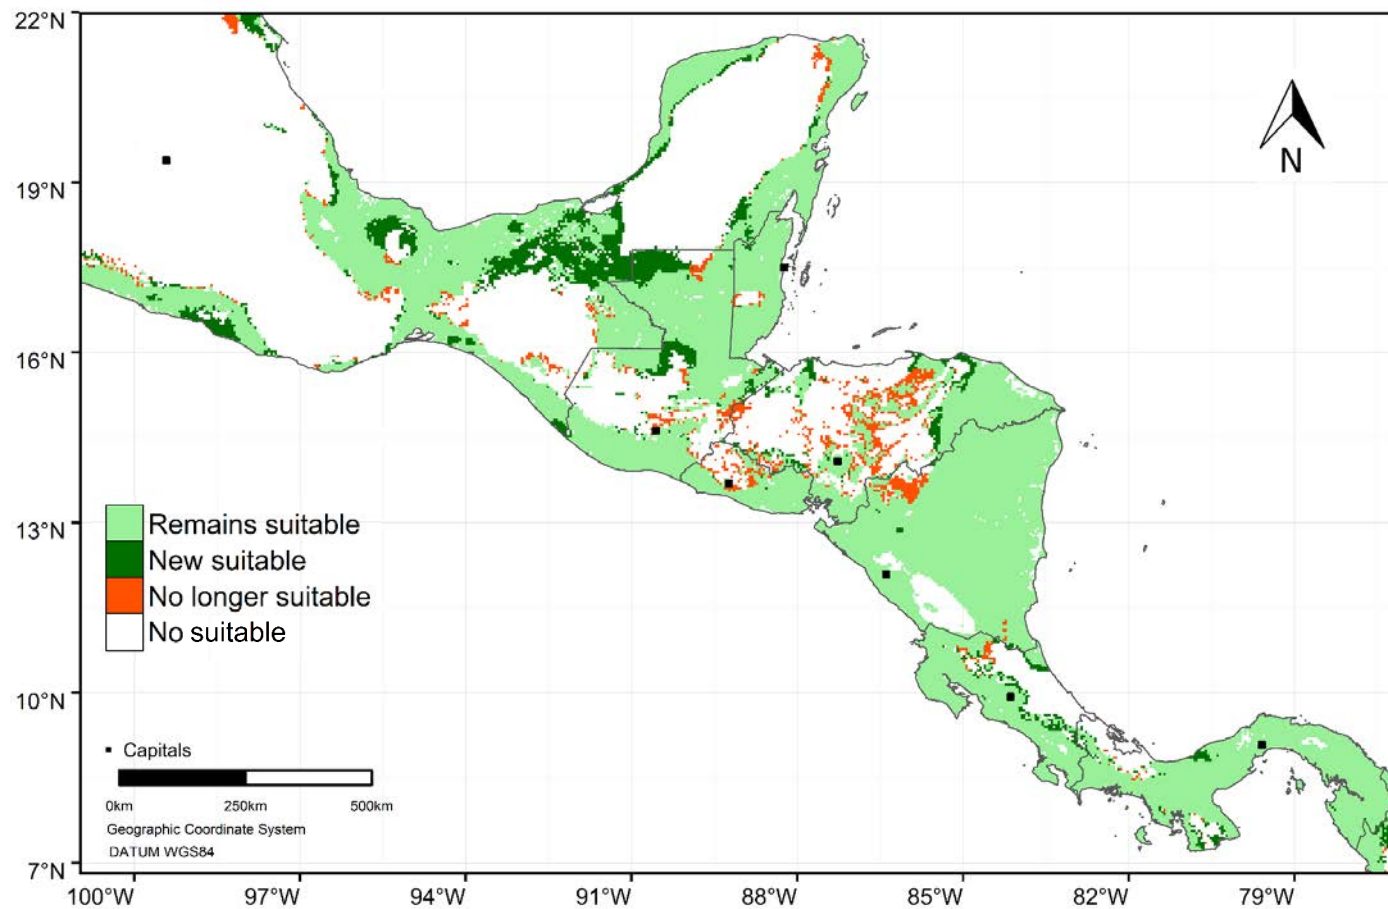 22°N
19°N
16°N
13°N
10°N
7°N
N
Remains suitable
New suitable
No longer suitable
No suitable
Capitals
0km 250km 500km
Geographic Coordinate System
DATUM WGS84
100°W 97°W 94°W 91°W 88°W 85°W 82°W 79°W